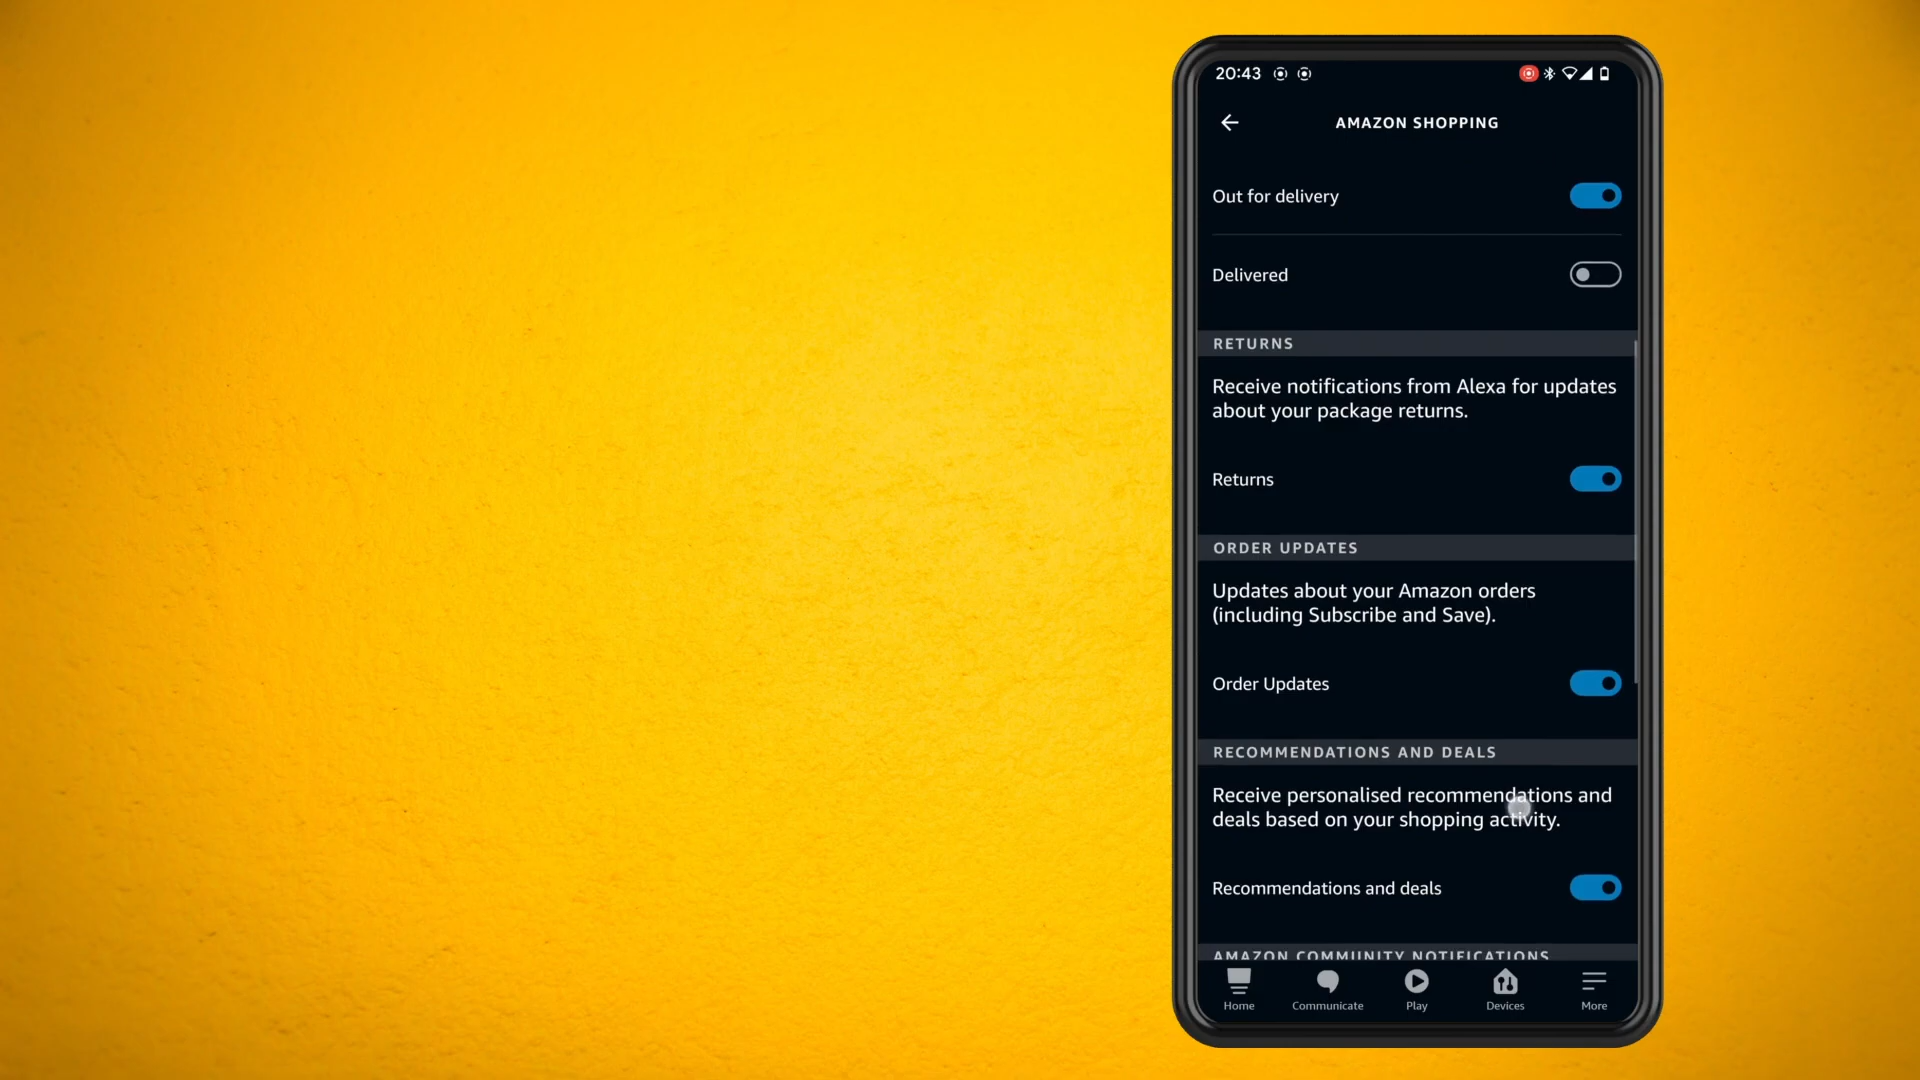 20:43
AMAZON SHOPPING
Out for delivery
Delivered
RETURNS
Receive notifications from Alexa for updates
about your package returns.
Returns
ORDER UPDATES
Updates about your Amazon orders
(including Subscribe and Save).
Order Updates
RECOMMENDATIONS AND DEALS
Receive personalised recommendations and
deals based on your shopping activity.
Recommendations and deals
AMAZON COMMUNITY NOTIFICATIONS
Home Communicate Play Devices More